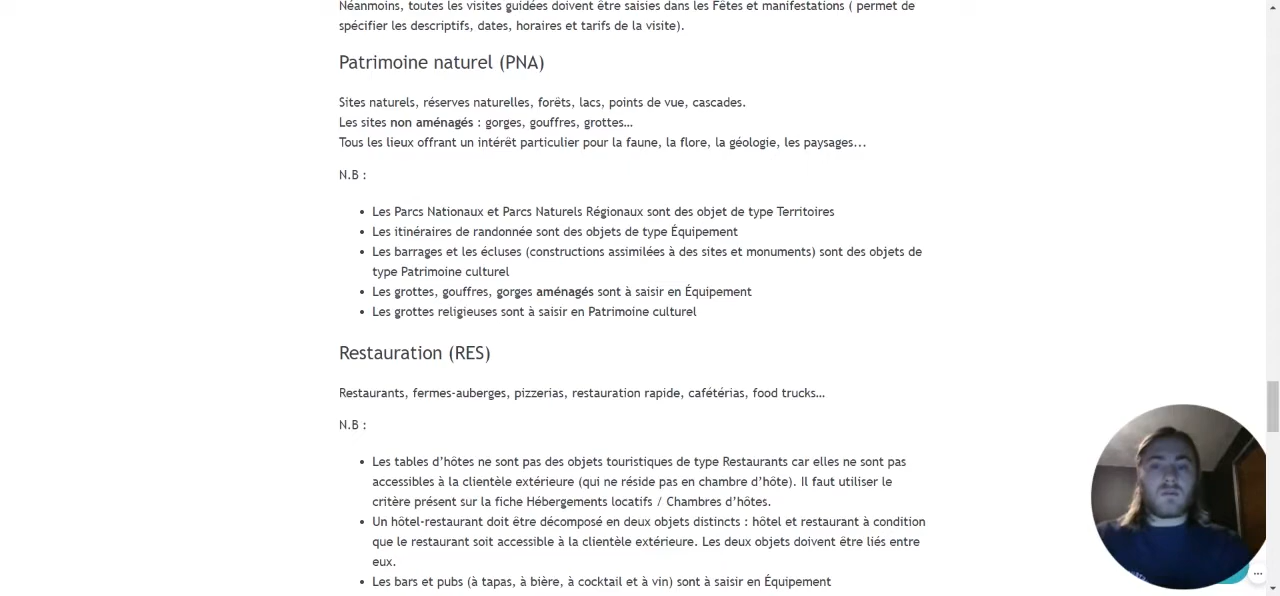 Néanmoins, toutes les visites guidées doivent être saisies dans les Fêtes et manifestations ( permet de
spécifier les descriptifs, dates, horaires et tarifs de la visite).
Patrimoine naturel (PNA)
Sites naturels, réserves naturelles, forêts, lacs, points de vue, cascades.
Les sites non aménagés : gorges, gouffres, grottes…
Tous les lieux offrant un intérêt particulier pour la faune, la flore, la géologie, les paysages...
N.B :
• Les Parcs Nationaux et Parcs Naturels Régionaux sont des objet de type Territoires
• Les itinéraires de randonnée sont des objets de type Équipement
• Les barrages et les écluses (constructions assimilées à des sites et monuments) sont des objets de
type Patrimoine culturel
• Les grottes, gouffres, gorges aménagés sont à saisir en Équipement
• Les grottes religieuses sont à saisir en Patrimoine culturel
Restauration (RES)
Restaurants, fermes-auberges, pizzerias, restauration rapide, cafétérias, food trucks…
N.B :
• Les tables d’hôtes ne sont pas des objets touristiques de type Restaurants car elles ne sont pas
accessibles à la clientèle extérieure (qui ne réside pas en chambre d’hôte). Il faut utiliser le
critère présent sur la fiche Hébergements locatifs / Chambres d’hôtes.
• Un hôtel-restaurant doit être décomposé en deux objets distincts : hôtel et restaurant à condition
que le restaurant soit accessible à la clientèle extérieure. Les deux objets doivent être liés entre
eux.
• Les bars et pubs (à tapas, à bière, à cocktail et à vin) sont à saisir en Équipement